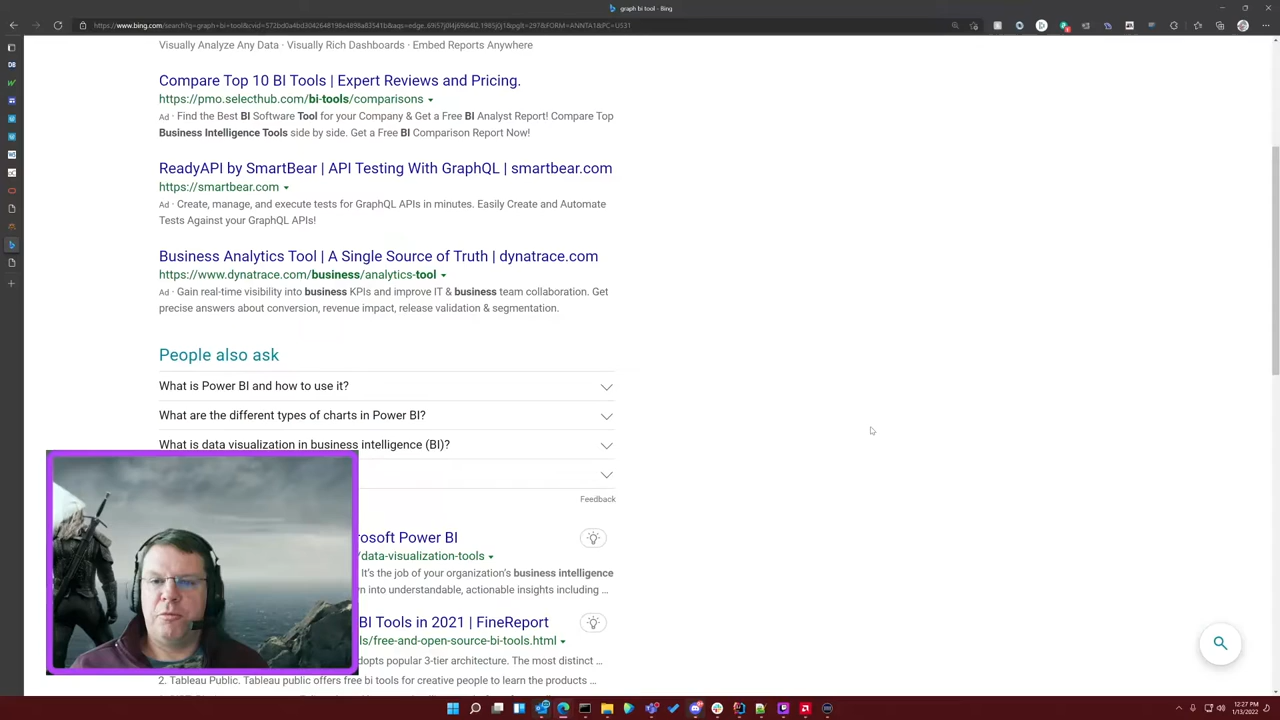 graph bi tool - Bing
https://www.bing.com/search?q=graph+bi+tool&cvid=572bd0a4bd3042648198e4898a83541b&aqs=edge..69i57j0l4j69i64l2.1985j0j1&pglt=297&FORM=ANNTA1&PC=U531
Visually Analyze Any Data · Visually Rich Dashboards · Embed Reports Anywhere
Compare Top 10 BI Tools | Expert Reviews and Pricing.
https://pmo.selecthub.com/bi-tools/comparisons
Ad · Find the Best BI Software Tool for your Company & Get a Free BI Analyst Report! Compare Top
Business Intelligence Tools side by side. Get a Free BI Comparison Report Now!
ReadyAPI by SmartBear | API Testing With GraphQL | smartbear.com
https://smartbear.com
Ad · Create, manage, and execute tests for GraphQL APIs in minutes. Easily Create and Automate
Tests Against your GraphQL APIs!
Business Analytics Tool | A Single Source of Truth | dynatrace.com
https://www.dynatrace.com/business/analytics-tool
Ad · Gain real-time visibility into business KPIs and improve IT & business team collaboration. Get
precise answers about conversion, revenue impact, release validation & segmentation.
People also ask
What is Power BI and how to use it?
What are the different types of charts in Power BI?
What is data visualization in business intelligence (BI)?
Feedback
rosoft Power BI
/data-visualization-tools
It's the job of your organization's business intelligence
n into understandable, actionable insights including ...
BI Tools in 2021 | FineReport
ls/free-and-open-source-bi-tools.html
dopts popular 3-tier architecture. The most distinct ...
2. Tableau Public. Tableau public offers free bi tools for creative people to learn the products ...
12:27 PM
1/13/2022